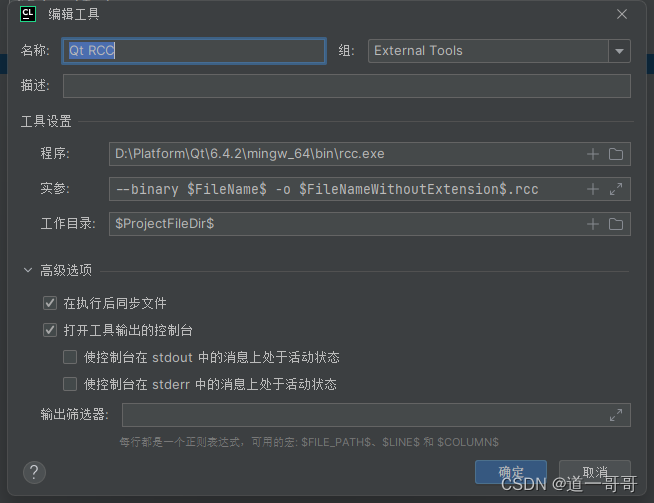 CL 编辑工具
名称: Qt RCC 组: External Tools
描述:
工具设置
程序: D:\Platform\Qt\6.4.2\mingw_64\bin\rcc.exe
实参: --binary $FileName$ -o $FileNameWithoutExtension$.rcc
工作目录: $ProjectFileDir$
高级选项
在执行后同步文件
打开工具输出的控制台
使控制台在 stdout 中的消息上处于活动状态
使控制台在 stderr 中的消息上处于活动状态
输出筛选器:
每行都是一个正则表达式，可用的宏: $FILE_PATH$、$LINE$ 和 $COLUMN$
? 确定 取消
CSDN @道一哥哥